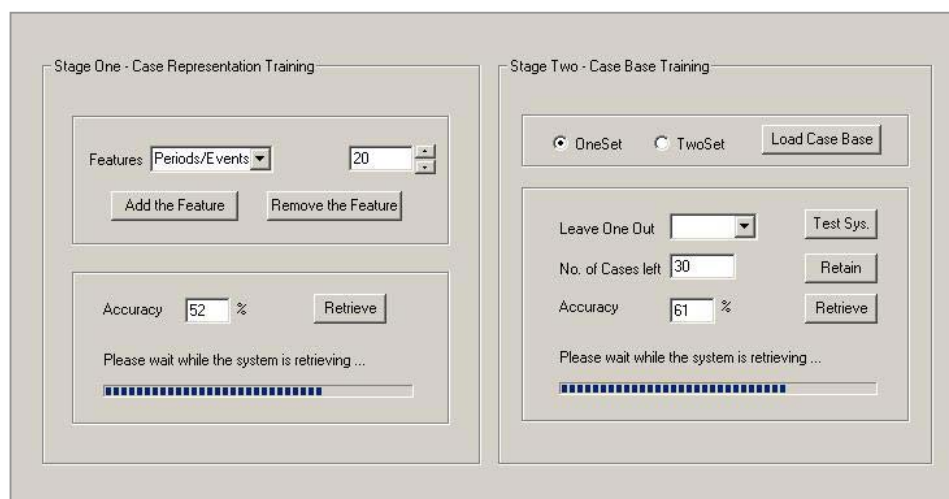 Stage One - Case Representation Training
Features Periods/Events 20
Add the Feature Remove the Feature
Accuracy 52 % Retrieve
Please wait while the system is retrieving ...
Stage Two - Case Base Training
OneSet TwoSet Load Case Base
Leave One Out Test Sys.
No. of Cases left 30 Retain
Accuracy 61 % Retrieve
Please wait while the system is retrieving ...